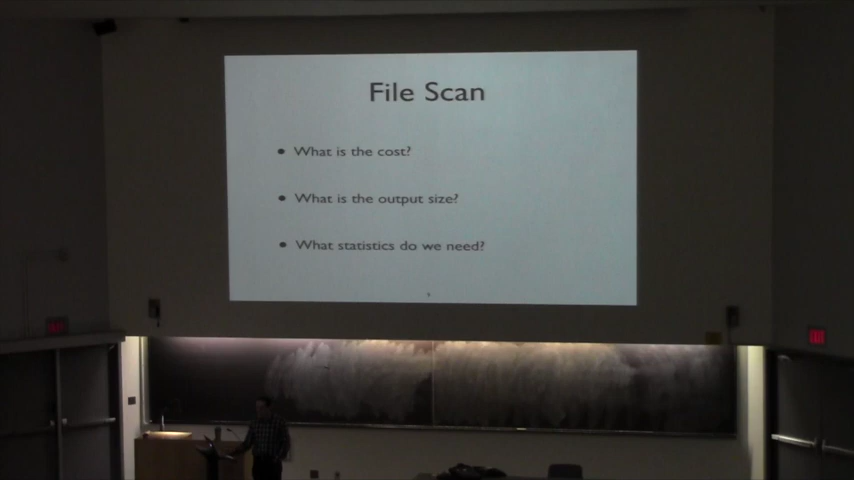 File Scan
• What is the cost?
• What is the output size?
• What statistics do we need?